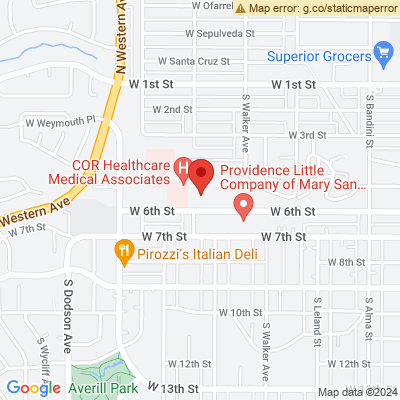 Map error: g.co/staticmaperror
W Ofarrel
N Western Ave
W Sepulveda St
Superior Grocers
W Santa Cruz St
W 1st St
W 1st St
W 2nd St
S Walker Ave
S Bandini St
W Weymouth Pl
W 3rd St
COR Healthcare
Medical Associates
H
Providence Little
Company of Mary San...
Western Ave
W 6th St
W 6th St
W 7th St
W 7th St
W 7th St
Pirozzi's Italian Deli
W 8th St
S Dodson Ave
W 10th St
S Walker Ave
S Leland St
S Alma St
S Wycliff Av
Averill Park
W 12th St
W 12th St
W 13th St
W 13th St
Google
Map data ©2024